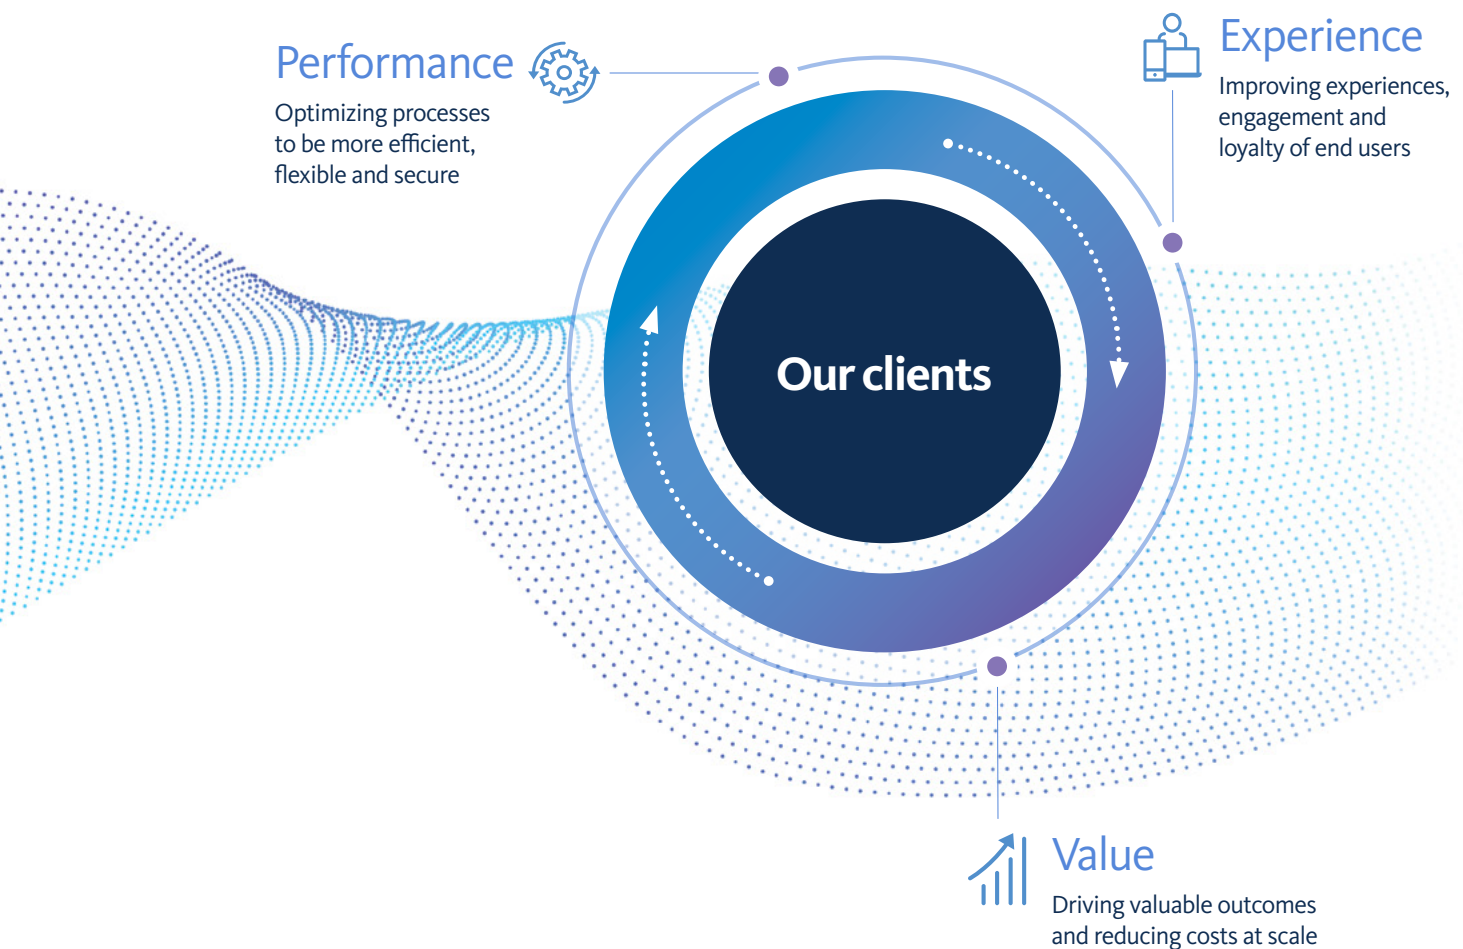 Performance
Optimizing processes
to be more efficient,
flexible and secure
Experience
Improving experiences,
engagement and
loyalty of end users
Our clients
Value
Driving valuable outcomes
and reducing costs at scale